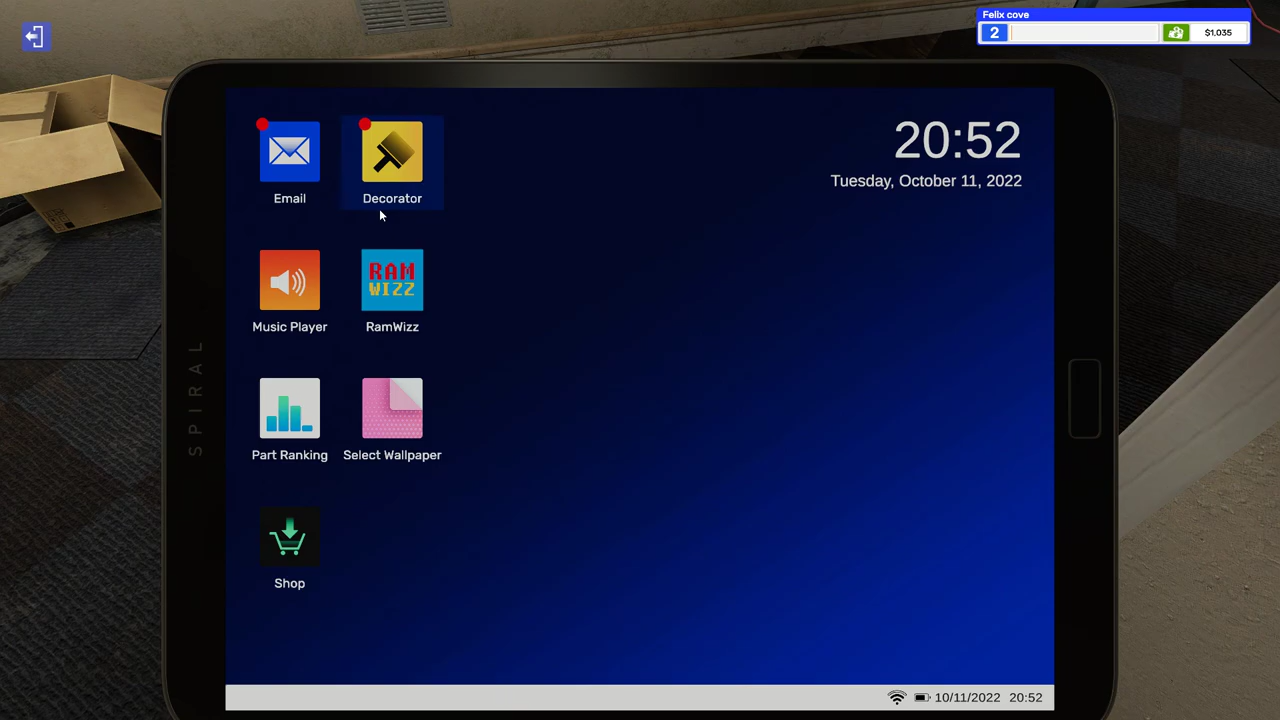 Felix cove
2
$1.035
20:52
Tuesday, October 11, 2022
Email
Decorator
RAM
WIZZ
Music Player
RamWizz
Part Ranking
Select Wallpaper
Shop
SPIRAL
10/11/2022 20:52